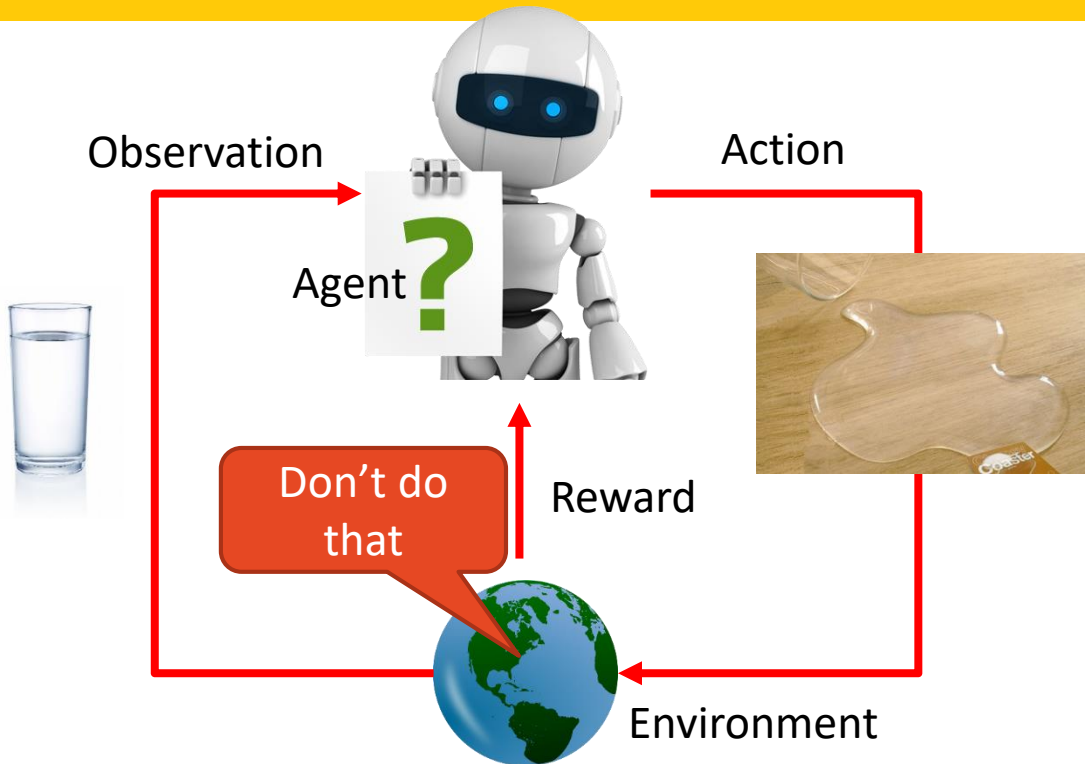 Observation
Action
Agent
?
Don’t do
that
Reward
Coaster
Environment